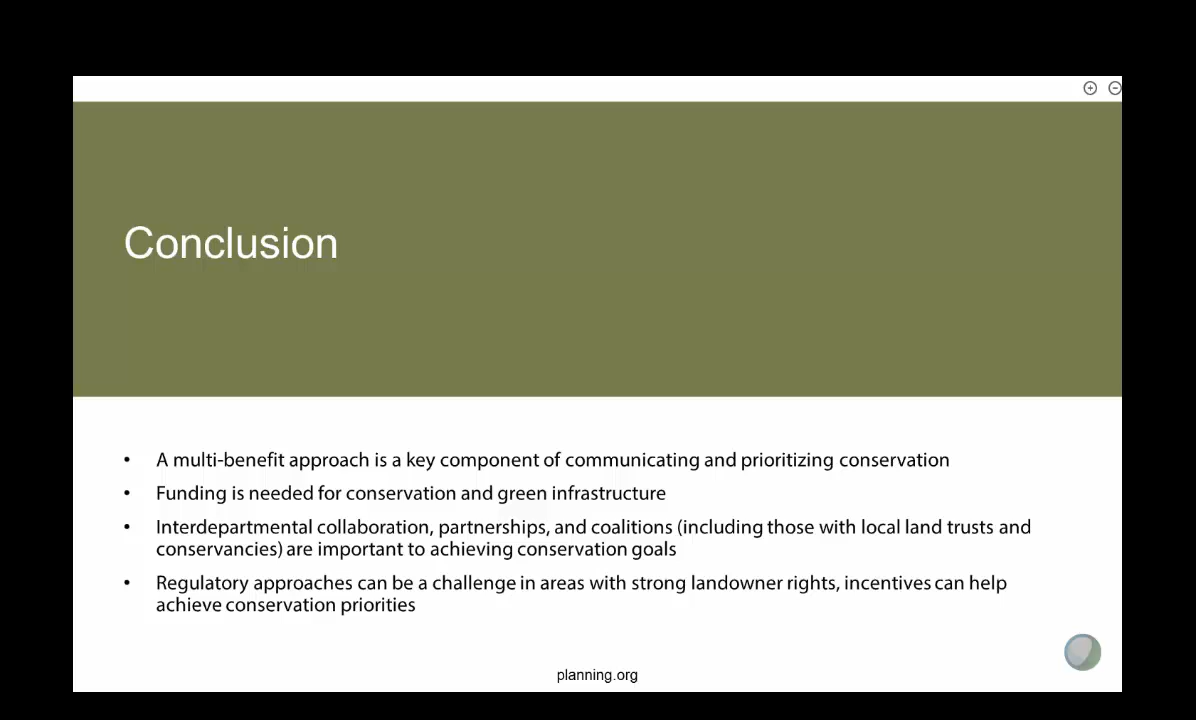 Conclusion
• A multi-benefit approach is a key component of communicating and prioritizing conservation
• Funding is needed for conservation and green infrastructure
• Interdepartmental collaboration, partnerships, and coalitions (including those with local land trusts and
conservancies) are important to achieving conservation goals
• Regulatory approaches can be a challenge in areas with strong landowner rights, incentives can help
achieve conservation priorities
planning.org